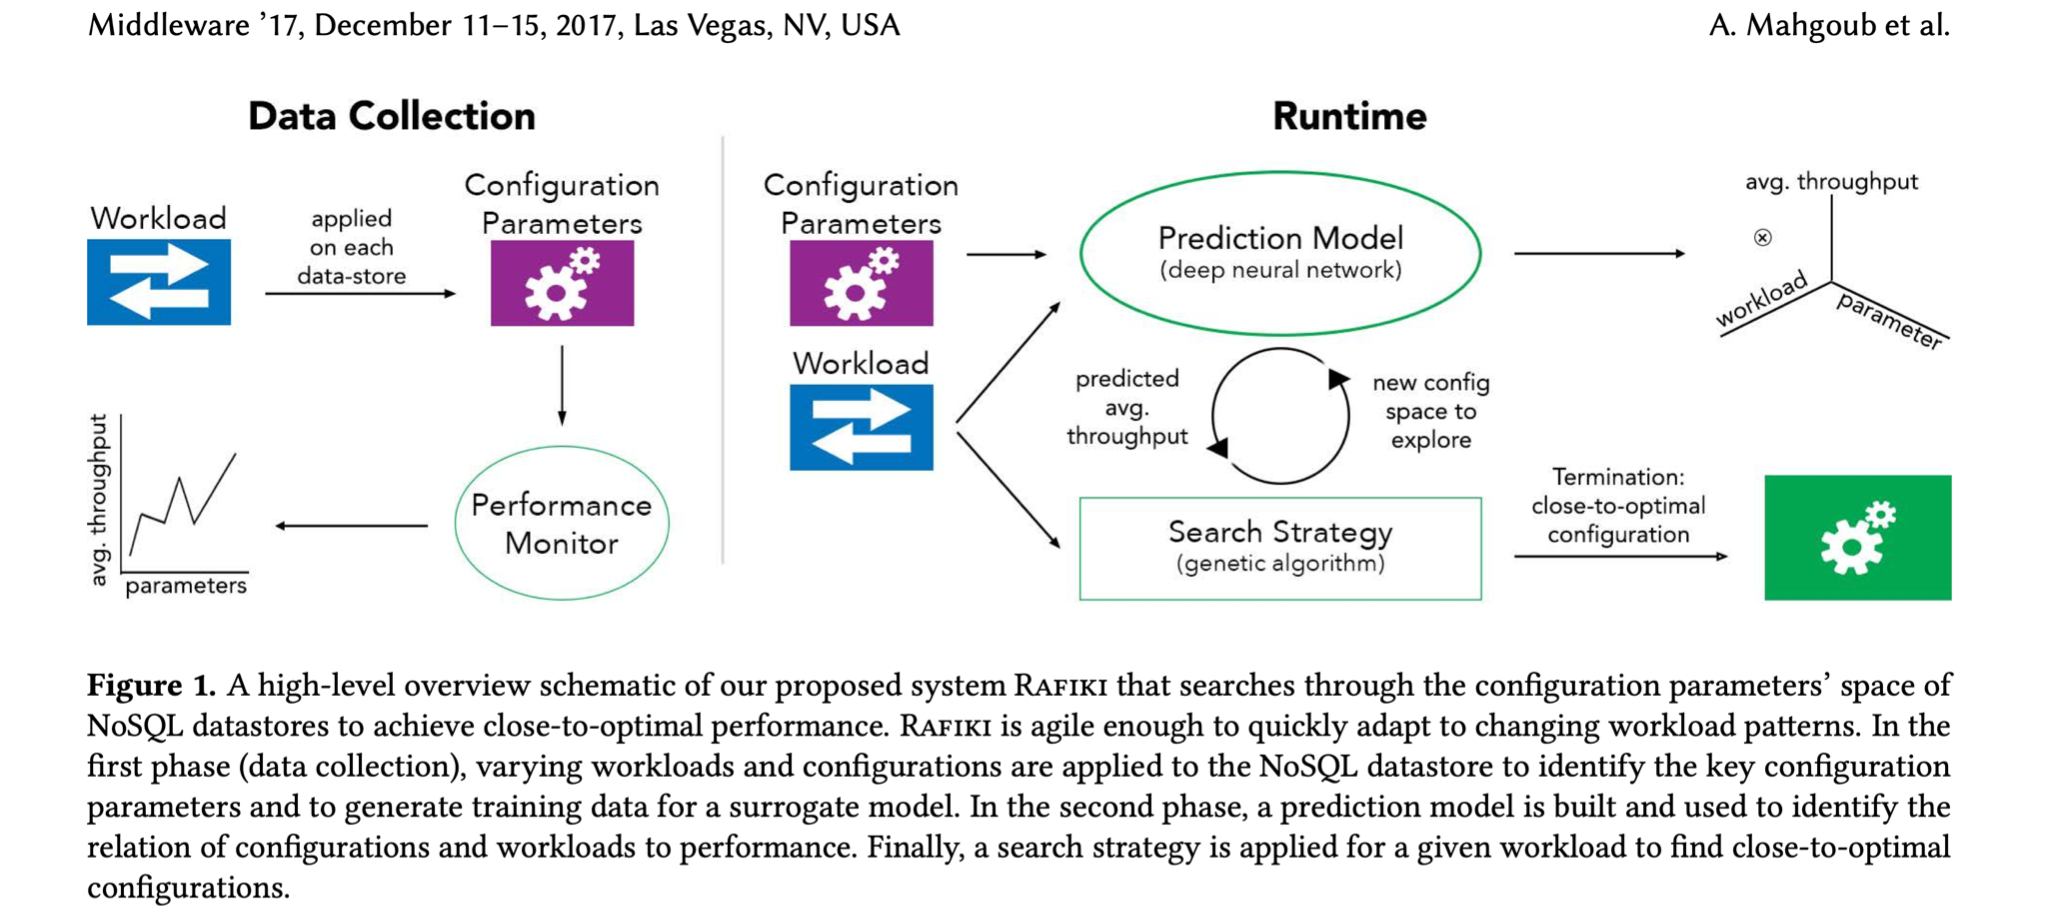 Middleware ’17, December 11–15, 2017, Las Vegas, NV, USA
A. Mahgoub et al.
Data Collection
Workload
applied
on each
data-store
Configuration
Parameters
Performance
Monitor
avg. throughput
parameters
Runtime
Configuration
Parameters
Workload
Prediction Model
(deep neural network)
predicted
avg.
throughput
new config
space to
explore
Search Strategy
(genetic algorithm)
avg. throughput
workload
parameter
Termination:
close-to-optimal
configuration
Figure 1. A high-level overview schematic of our proposed system RAFIKI that searches through the configuration parameters’ space of
NoSQL datastores to achieve close-to-optimal performance. RAFIKI is agile enough to quickly adapt to changing workload patterns. In the
first phase (data collection), varying workloads and configurations are applied to the NoSQL datastore to identify the key configuration
parameters and to generate training data for a surrogate model. In the second phase, a prediction model is built and used to identify the
relation of configurations and workloads to performance. Finally, a search strategy is applied for a given workload to find close-to-optimal
configurations.